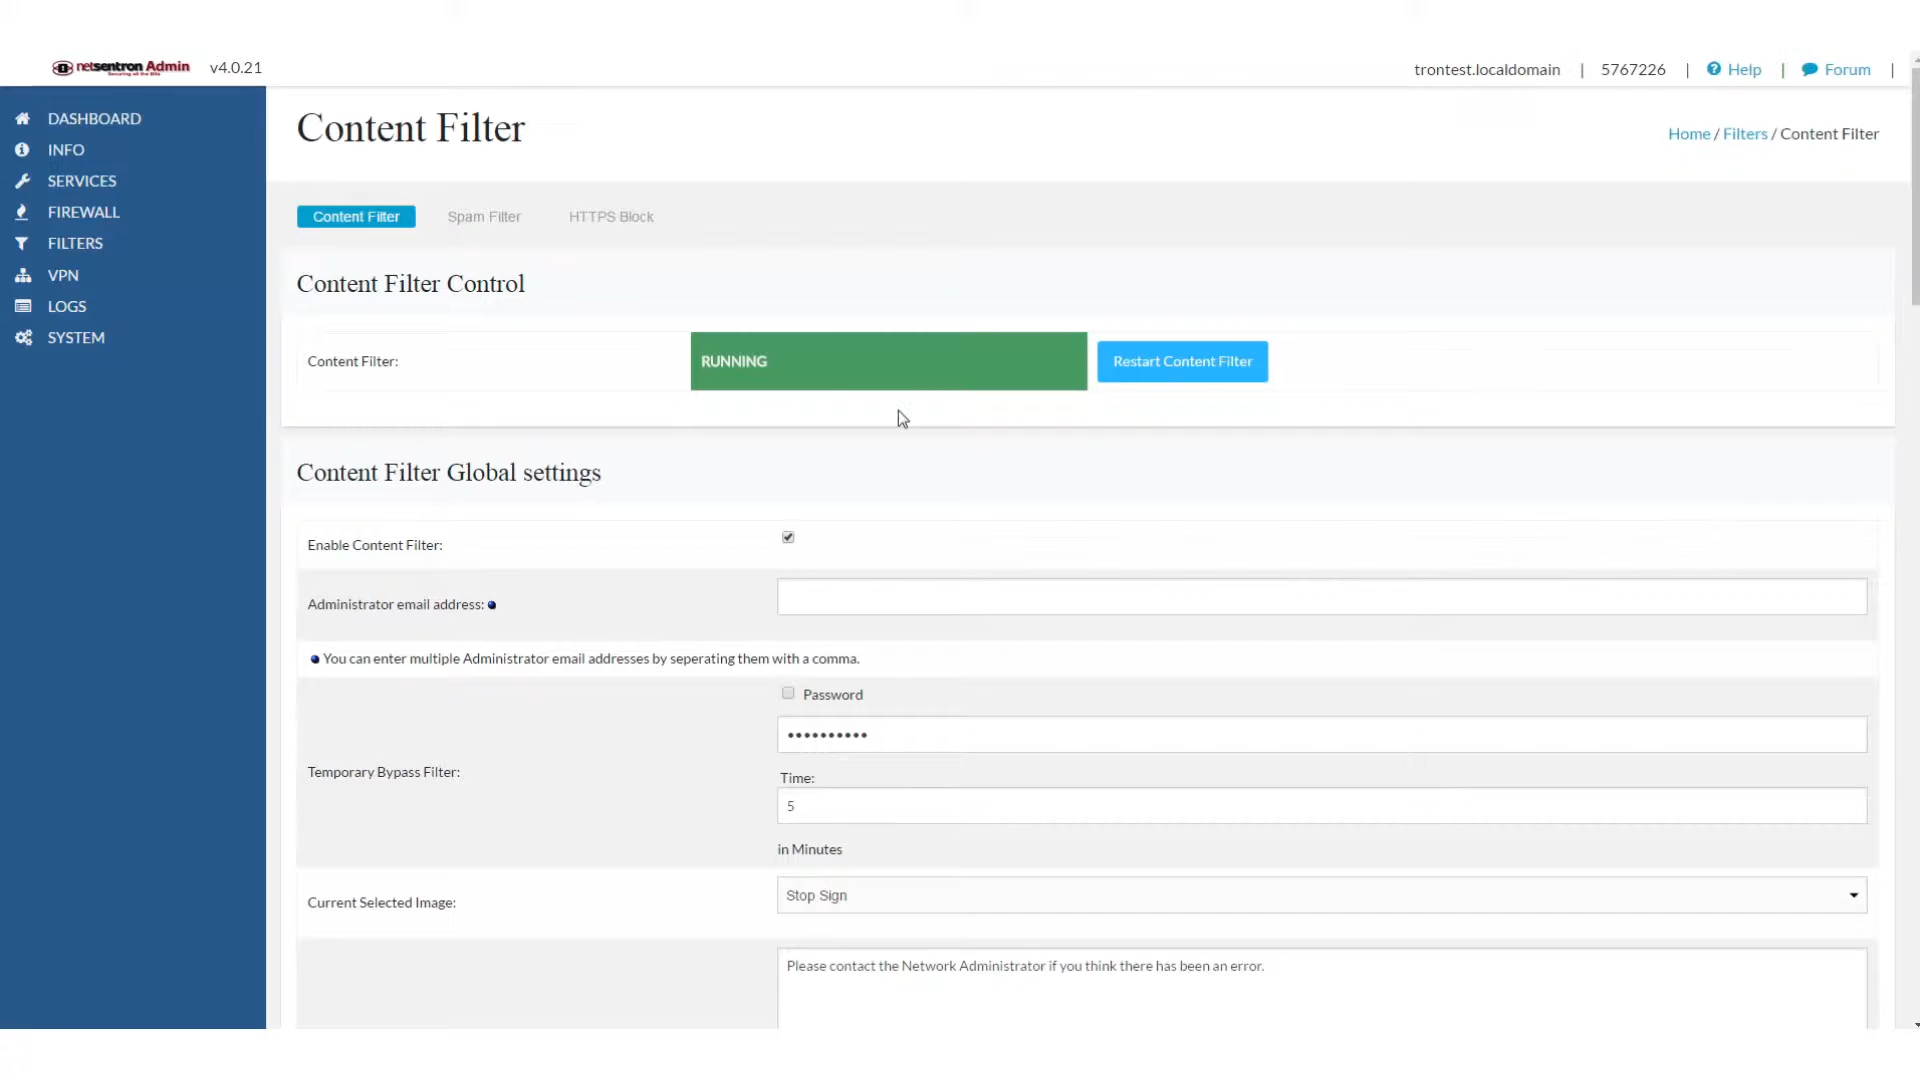 netsentron Admin v4.0.21
Securing all the Bits
trontest.localdomain | 5767226 | Help | Forum |
DASHBOARD
INFO
SERVICES
FIREWALL
FILTERS
VPN
LOGS
SYSTEM
Content Filter
Home / Filters / Content Filter
Content Filter Spam Filter HTTPS Block
Content Filter Control
Content Filter: RUNNING Restart Content Filter
Content Filter Global settings
Enable Content Filter:
Administrator email address:
You can enter multiple Administrator email addresses by seperating them with a comma.
Password
••••••••••
Temporary Bypass Filter:
Time:
5
in Minutes
Current Selected Image: Stop Sign
Please contact the Network Administrator if you think there has been an error.